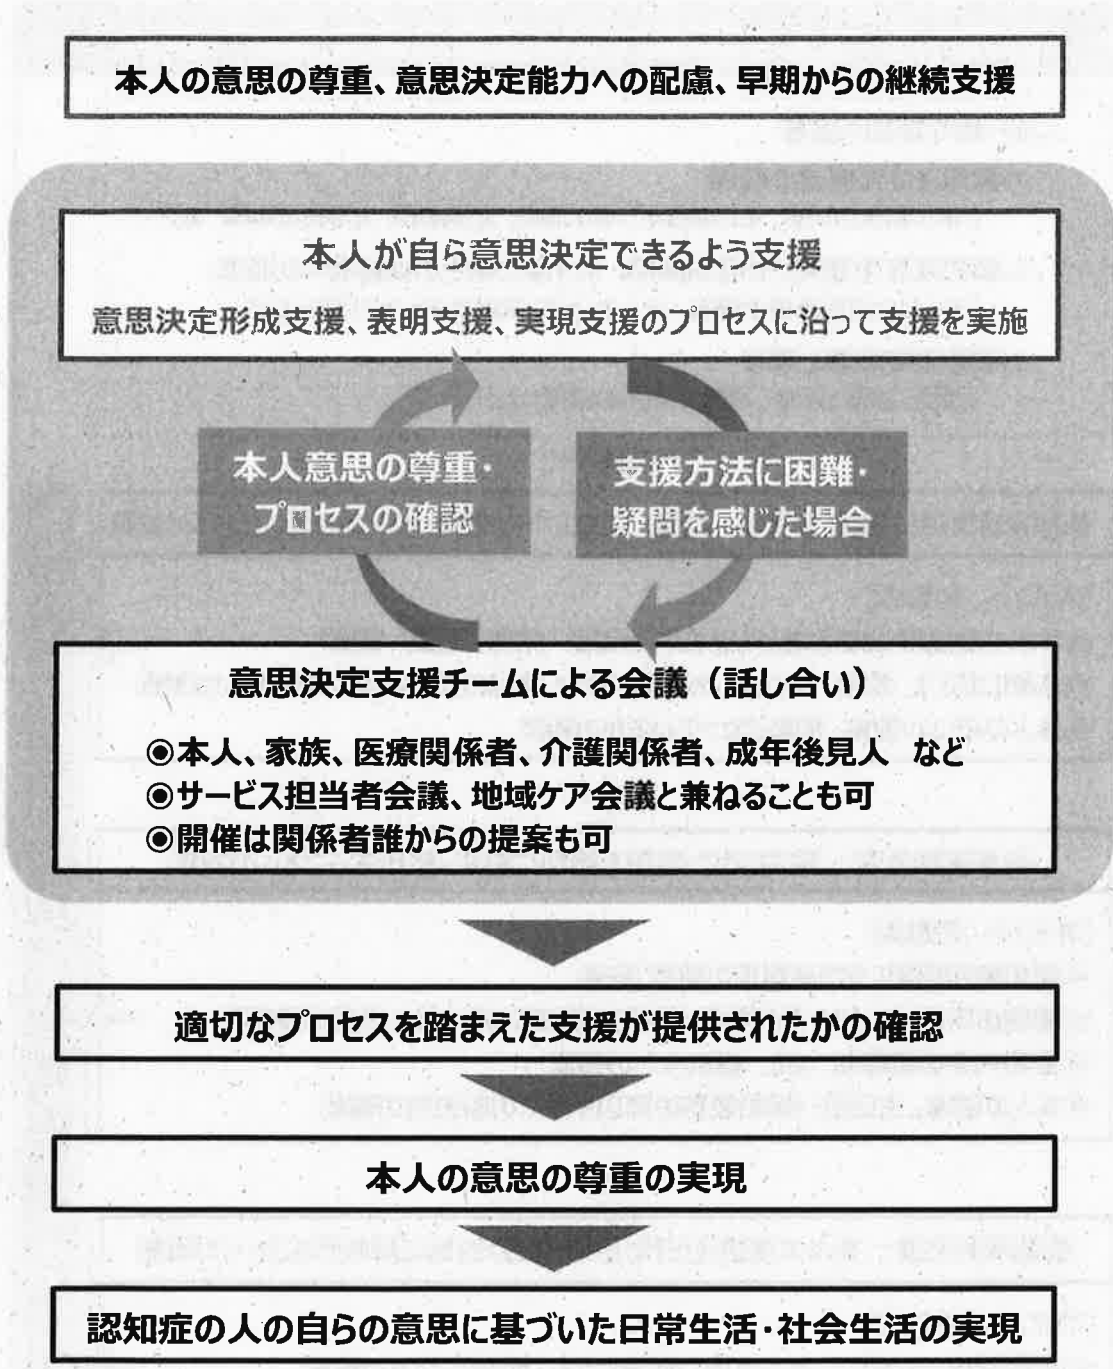 本人の意思の尊重、意思決定能力への配慮、早期からの継続支援
本人が自ら意思決定できるよう支援
意思決定形成支援、表明支援、実現支援のプロセスに沿って支援を実施
本人意思の尊重・
プロセスの確認
支援方法に困難・
疑問を感じた場合
意思決定支援チームによる会議（話し合い）
◉本人、家族、医療関係者、介護関係者、成年後見人 など
◉サービス担当者会議、地域ケア会議と兼ねることも可
◉開催は関係者誰からの提案も可
適切なプロセスを踏まえた支援が提供されたかの確認
本人の意思の尊重の実現
認知症の人の自らの意思に基づいた日常生活・社会生活の実現